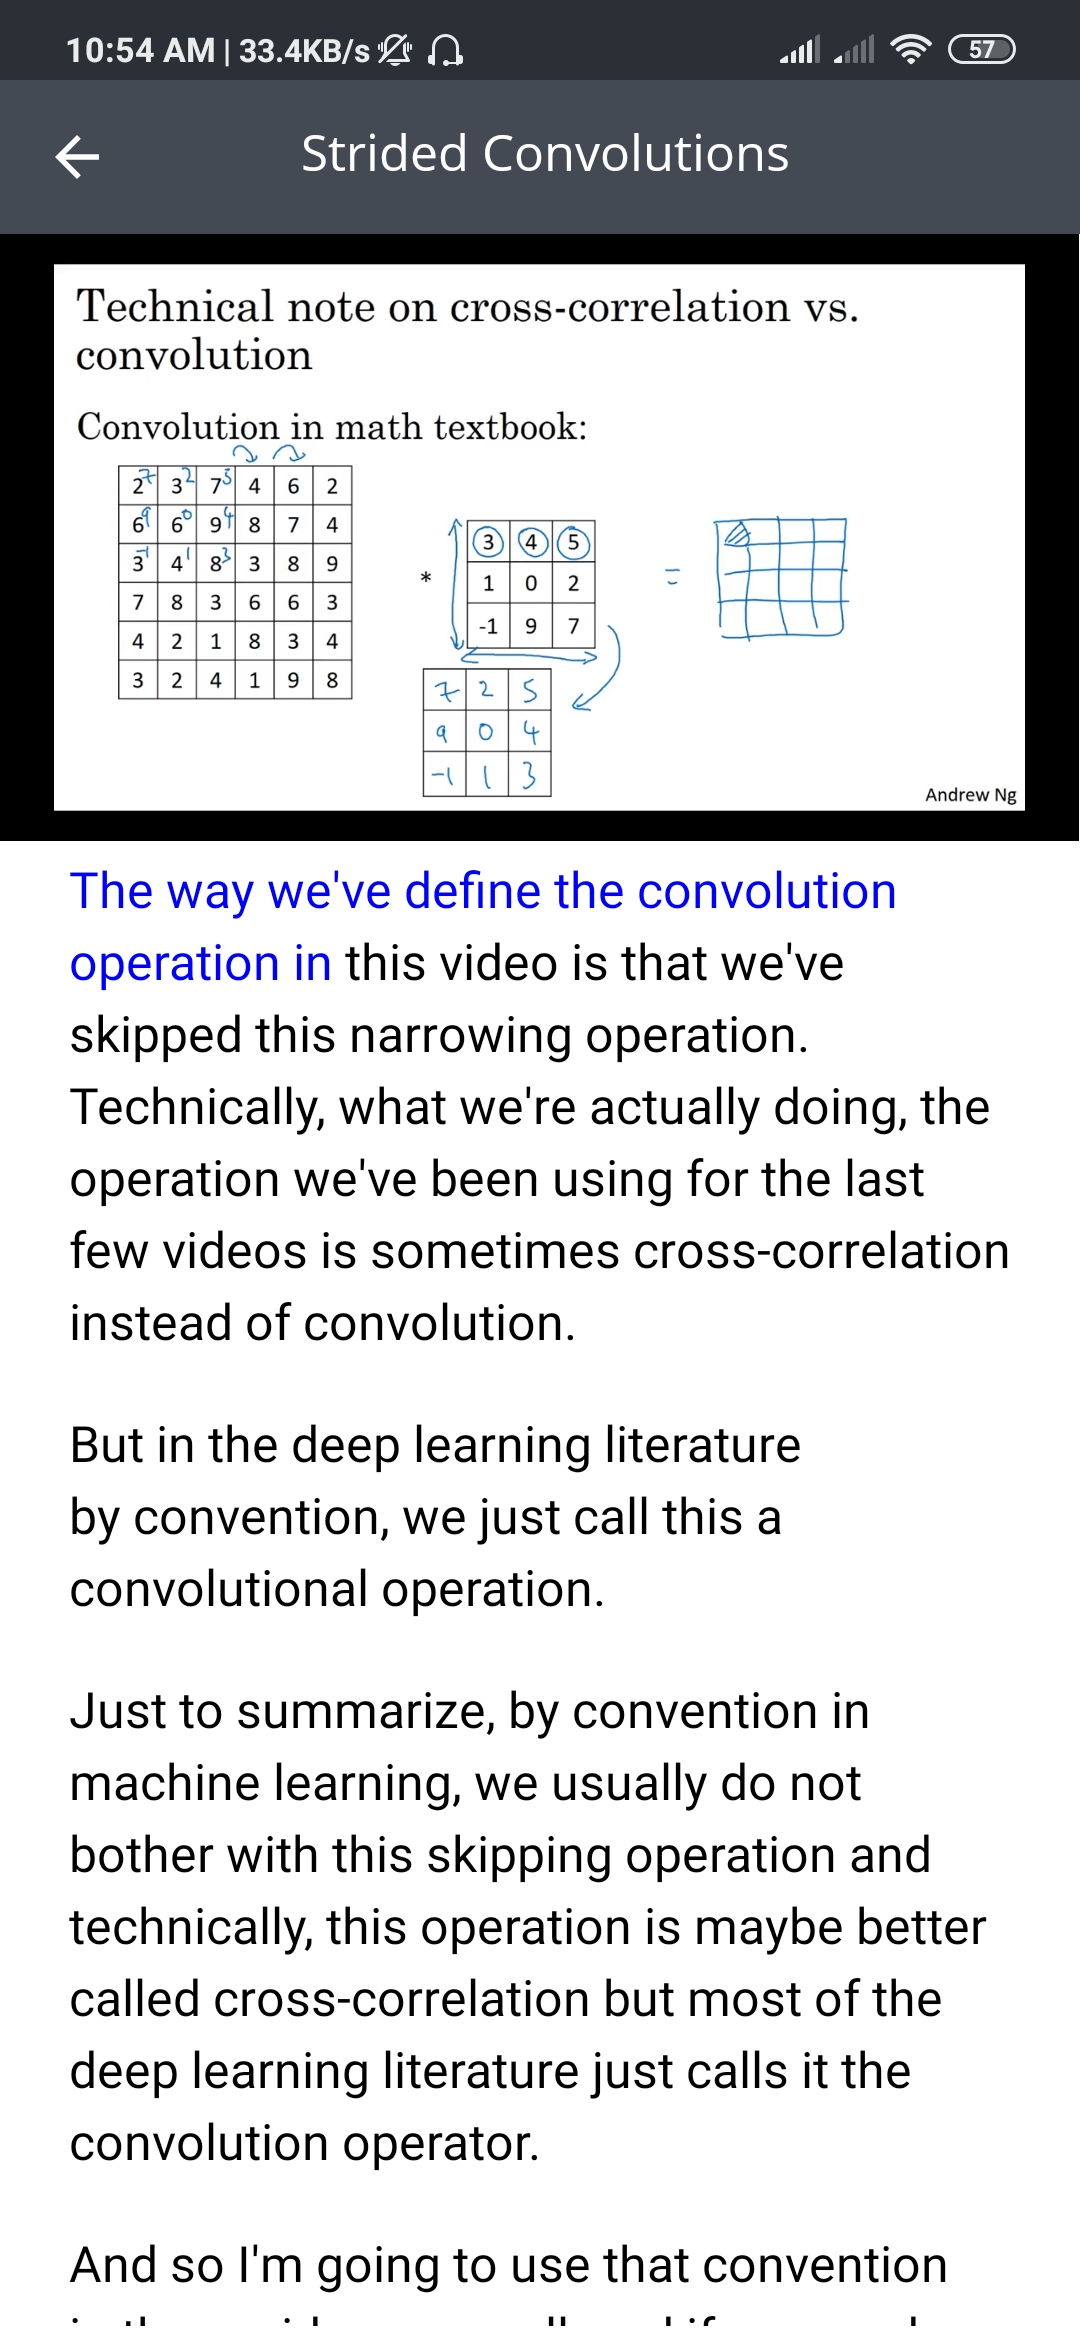 10:54 AM | 33.4KB/s
57
Strided Convolutions
Technical note on cross-correlation vs.
convolution
Convolution in math textbook:
2 7 3 2 7 5 4 6 2
6 9 6 0 9 4 8 7 4
3 -1 4 1 8 3 3 8 9
7 8 3 6 6 3
4 2 1 8 3 4
3 2 4 1 9 8
*
3 4 5
1 0 2
-1 9 7
=
7 2 5
9 0 4
-1 1 3
Andrew Ng
The way we've define the convolution
operation in this video is that we've
skipped this narrowing operation.
Technically, what we're actually doing, the
operation we've been using for the last
few videos is sometimes cross-correlation
instead of convolution.
But in the deep learning literature
by convention, we just call this a
convolutional operation.
Just to summarize, by convention in
machine learning, we usually do not
bother with this skipping operation and
technically, this operation is maybe better
called cross-correlation but most of the
deep learning literature just calls it the
convolution operator.
And so I'm going to use that convention